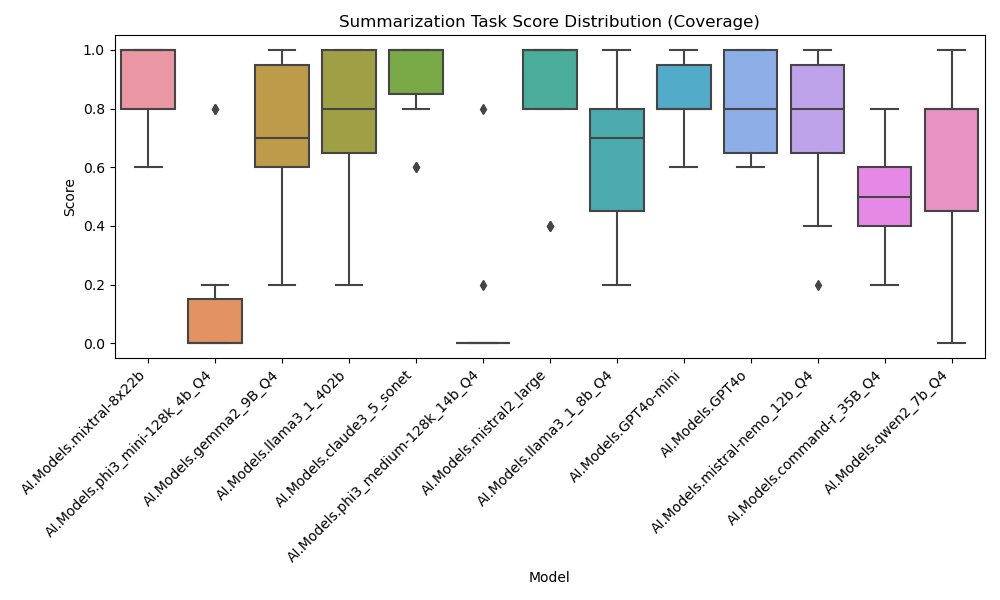 Summarization Task Score Distribution (Coverage)
Score
1.0
0.8
0.6
0.4
0.2
0.0
AI.Models.mixtral-8x22b
AI.Models.phi3_mini-128k_4b_Q4
AI.Models.gemma2_9B_Q4
AI.Models.llama3_1_402b
AI.Models.claude3_5_sonet
AI.Models.phi3_medium-128k_14b_Q4
AI.Models.mistral2_large
AI.Models.llama3_1_8b_Q4
AI.Models.GPT4o-mini
AI.Models.GPT4o
AI.Models.mistral-nemo_12b_Q4
AI.Models.command-r_35B_Q4
AI.Models.qwen2_7b_Q4
Model